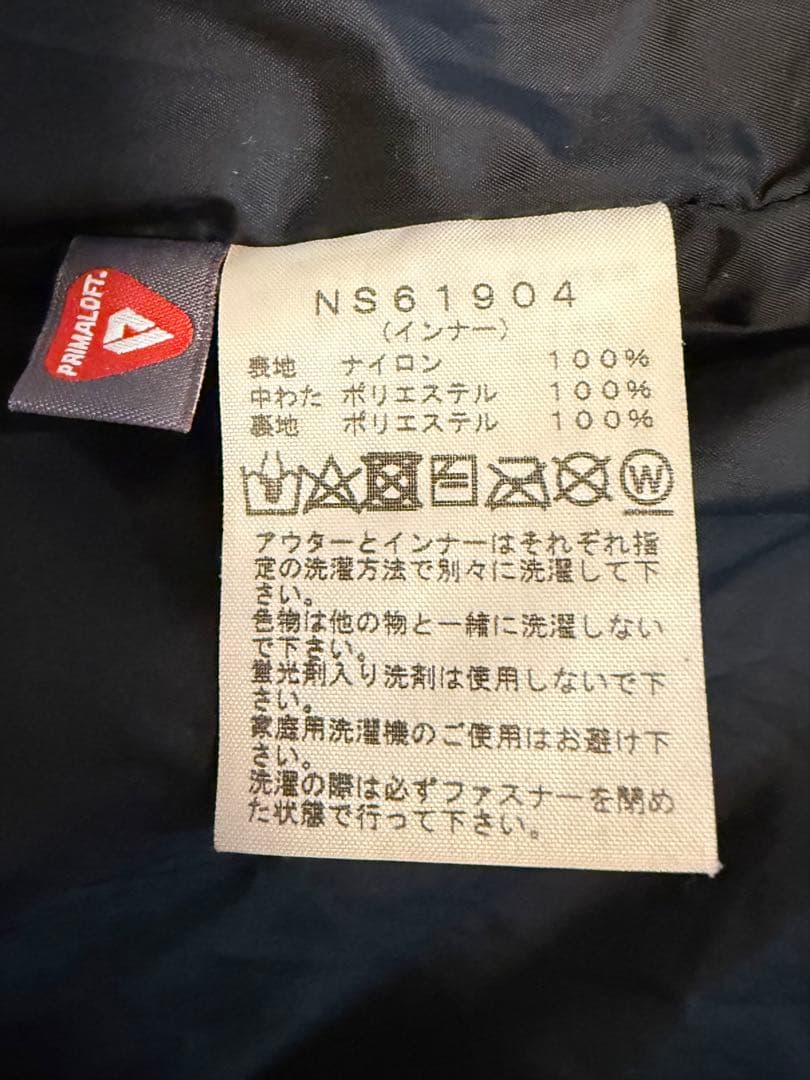 PRIMALOFT®
NS61904
(インナー)
表地 ナイロン 100%
中わた ポリエステル 100%
裏地 ポリエステル 100%
W
アウターとインナーはそれぞれ指
定の洗濯方法で別々に洗濯して下
さい。
色物は他の物と一緒に洗濯しない
で下さい。
蛍光剤入り洗剤は使用しないで下
さい。
家庭用洗濯機のご使用はお避け下
さい。
洗濯の際は必ずファスナーを閉め
た状態で行って下さい。